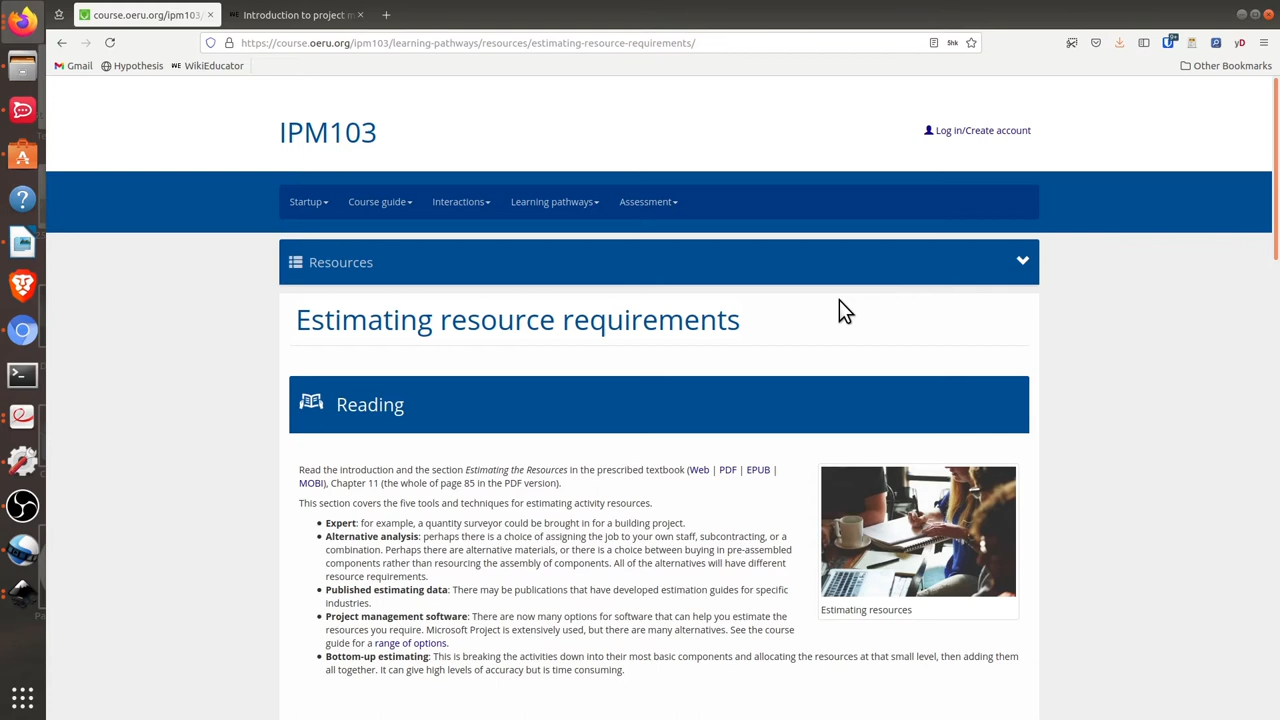 course.oeru.org/ipm103/
Introduction to project m
https://course.oeru.org/ipm103/learning-pathways/resources/estimating-resource-requirements/
5hk
yD
Gmail
Hypothesis
WE WikiEducator
Other Bookmarks
IPM103
Log in/Create account
Startup
Course guide
Interactions
Learning pathways
Assessment
Resources
Estimating resource requirements
Reading
Read the introduction and the section Estimating the Resources in the prescribed textbook (Web | PDF | EPUB |
MOBI), Chapter 11 (the whole of page 85 in the PDF version).
This section covers the five tools and techniques for estimating activity resources.
Expert: for example, a quantity surveyor could be brought in for a building project.
Alternative analysis: perhaps there is a choice of assigning the job to your own staff, subcontracting, or a
combination. Perhaps there are alternative materials, or there is a choice between buying in pre-assembled
components rather than resourcing the assembly of components. All of the alternatives will have different
resource requirements.
Published estimating data: There may be publications that have developed estimation guides for specific
industries.
Project management software: There are now many options for software that can help you estimate the
resources you require. Microsoft Project is extensively used, but there are many alternatives. See the course
guide for a range of options.
Bottom-up estimating: This is breaking the activities down into their most basic components and allocating the resources at that small level, then adding them
all together. It can give high levels of accuracy but is time consuming.
Estimating resources